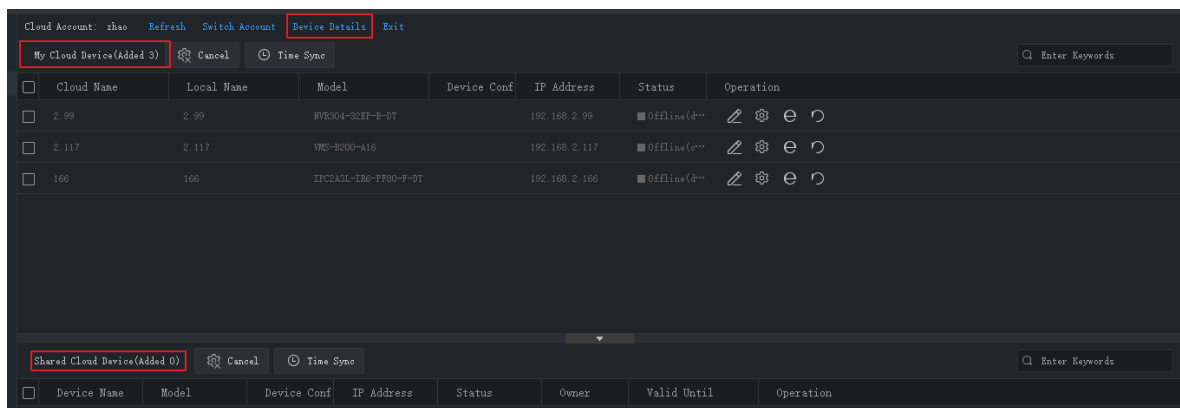 Cloud Account: zhao Refresh Switch Account Device Details Exit
My Cloud Device(Added 3) Cancel Time Sync Enter Keywords
Cloud Name Local Name Model Device Conf IP Address Status Operation
2.99 2.99 NVR304-32EP-B-DT 192.168.2.99 Offline(d···
2.117 2.117 VMS-B200-A16 192.168.2.117 Offline(c···
166 166 IPC2A3L-IR6-PF80-F-DT 192.168.2.166 Offline(d···
Shared Cloud Device(Added 0) Cancel Time Sync Enter Keywords
Device Name Model Device Conf IP Address Status Owner Valid Until Operation